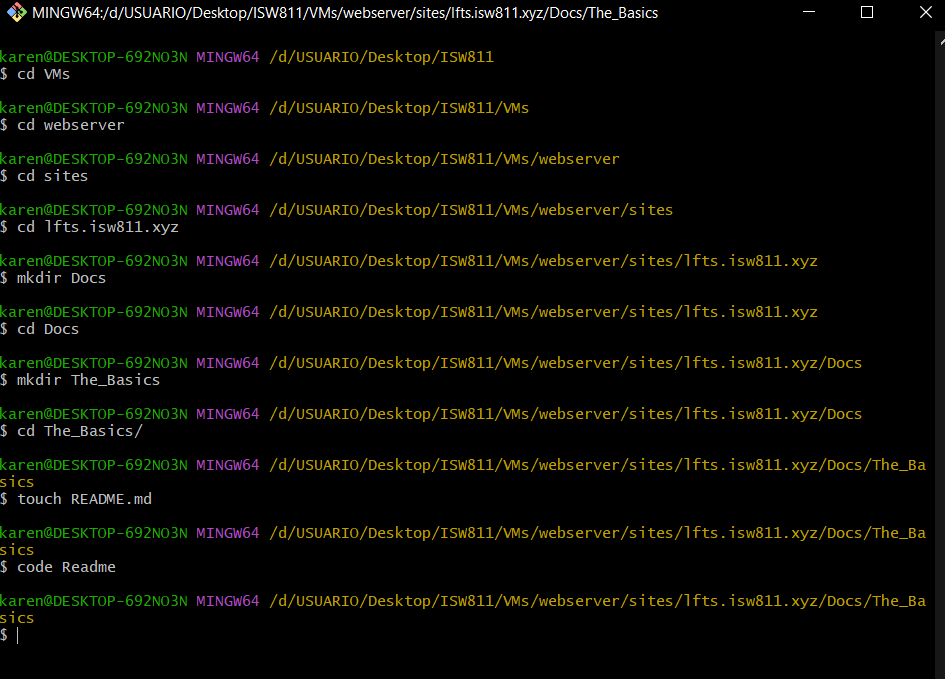 MINGW64:/d/USUARIO/Desktop/ISW811/VMs/webserver/sites/lfts.isw811.xyz/Docs/The_Basics
karen@DESKTOP-692NO3N MINGW64 /d/USUARIO/Desktop/ISW811
$ cd VMs
karen@DESKTOP-692NO3N MINGW64 /d/USUARIO/Desktop/ISW811/VMs
$ cd webserver
karen@DESKTOP-692NO3N MINGW64 /d/USUARIO/Desktop/ISW811/VMs/webserver
$ cd sites
karen@DESKTOP-692NO3N MINGW64 /d/USUARIO/Desktop/ISW811/VMs/webserver/sites
$ cd lfts.isw811.xyz
karen@DESKTOP-692NO3N MINGW64 /d/USUARIO/Desktop/ISW811/VMs/webserver/sites/lfts.isw811.xyz
$ mkdir Docs
karen@DESKTOP-692NO3N MINGW64 /d/USUARIO/Desktop/ISW811/VMs/webserver/sites/lfts.isw811.xyz
$ cd Docs
karen@DESKTOP-692NO3N MINGW64 /d/USUARIO/Desktop/ISW811/VMs/webserver/sites/lfts.isw811.xyz/Docs
$ mkdir The_Basics
karen@DESKTOP-692NO3N MINGW64 /d/USUARIO/Desktop/ISW811/VMs/webserver/sites/lfts.isw811.xyz/Docs
$ cd The_Basics/
karen@DESKTOP-692NO3N MINGW64 /d/USUARIO/Desktop/ISW811/VMs/webserver/sites/lfts.isw811.xyz/Docs/The_Ba
sics
$ touch README.md
karen@DESKTOP-692NO3N MINGW64 /d/USUARIO/Desktop/ISW811/VMs/webserver/sites/lfts.isw811.xyz/Docs/The_Ba
sics
$ code Readme
karen@DESKTOP-692NO3N MINGW64 /d/USUARIO/Desktop/ISW811/VMs/webserver/sites/lfts.isw811.xyz/Docs/The_Ba
sics
$